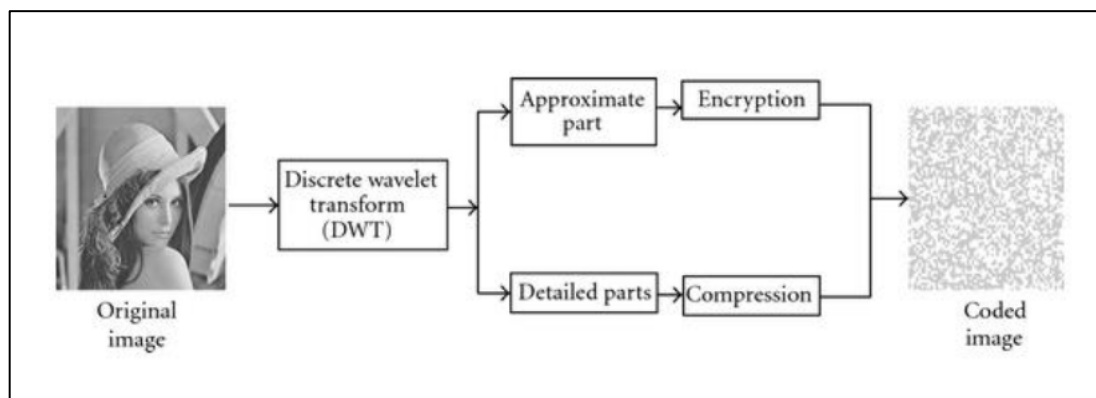 Original
image
Discrete wavelet
transform
(DWT)
Approximate
part
Encryption
Detailed parts
Compression
Coded
image